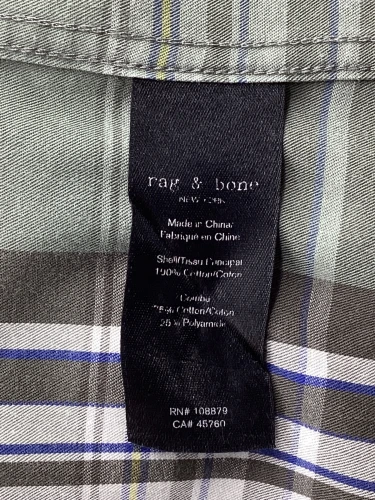 rag & bone
NEW YORK
Made in China/
Fabriqué en Chine
Shell/Tissu Principal
100% Cotton/Coton
Combo
75% Cotton/Coton
25% Polyamide
RN# 108879
CA# 45760